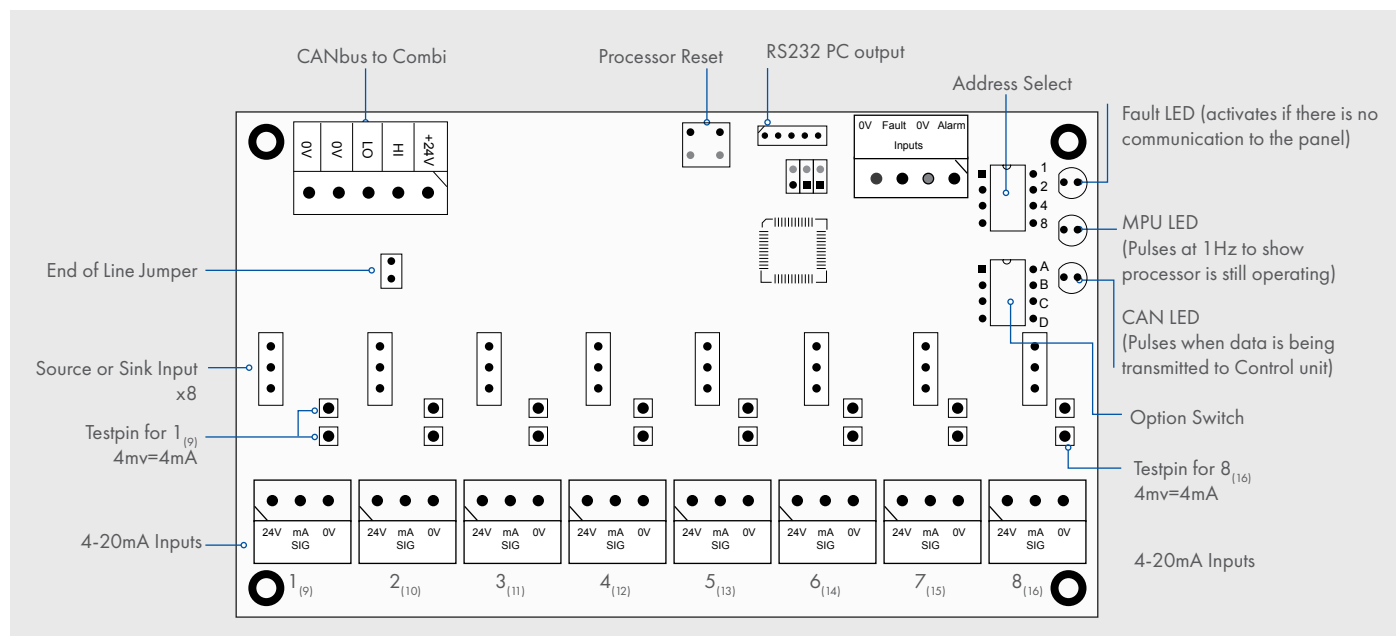 CANbus to Combi
Processor Reset
RS232 PC output
Address Select
Fault LED (activates if there is no
communication to the panel)
0V
0V
LO
HI
+24V
0V Fault 0V Alarm
Inputs
1
2
4
8
MPU LED
(Pulses at 1Hz to show
processor is still operating)
End of Line Jumper
A
B
C
D
CAN LED
(Pulses when data is being
transmitted to Control unit)
Source or Sink Input
x8
Option Switch
Testpin for 1(9)
4mv=4mA
Testpin for 8(16)
4mv=4mA
4-20mA Inputs
24V mA 0V
SIG
24V mA 0V
SIG
24V mA 0V
SIG
24V mA 0V
SIG
24V mA 0V
SIG
24V mA 0V
SIG
24V mA 0V
SIG
24V mA 0V
SIG
4-20mA Inputs
1(9)
2(10)
3(11)
4(12)
5(13)
6(14)
7(15)
8(16)